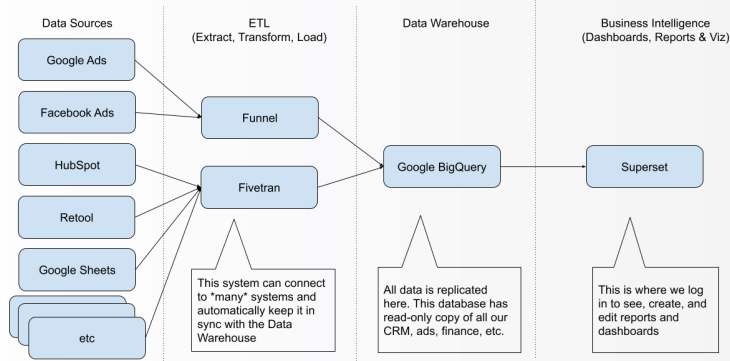 Data Sources
ETL
(Extract, Transform, Load)
Data Warehouse
Business Intelligence
(Dashboards, Reports & Viz)
Google Ads
Facebook Ads
HubSpot
Retool
Google Sheets
etc
Funnel
Fivetran
Google BigQuery
Superset
This system can connect
to *many* systems and
automatically keep it in
sync with the Data
Warehouse
All data is replicated
here. This database has
read-only copy of all our
CRM, ads, finance, etc.
This is where we log
in to see, create, and
edit reports and
dashboards